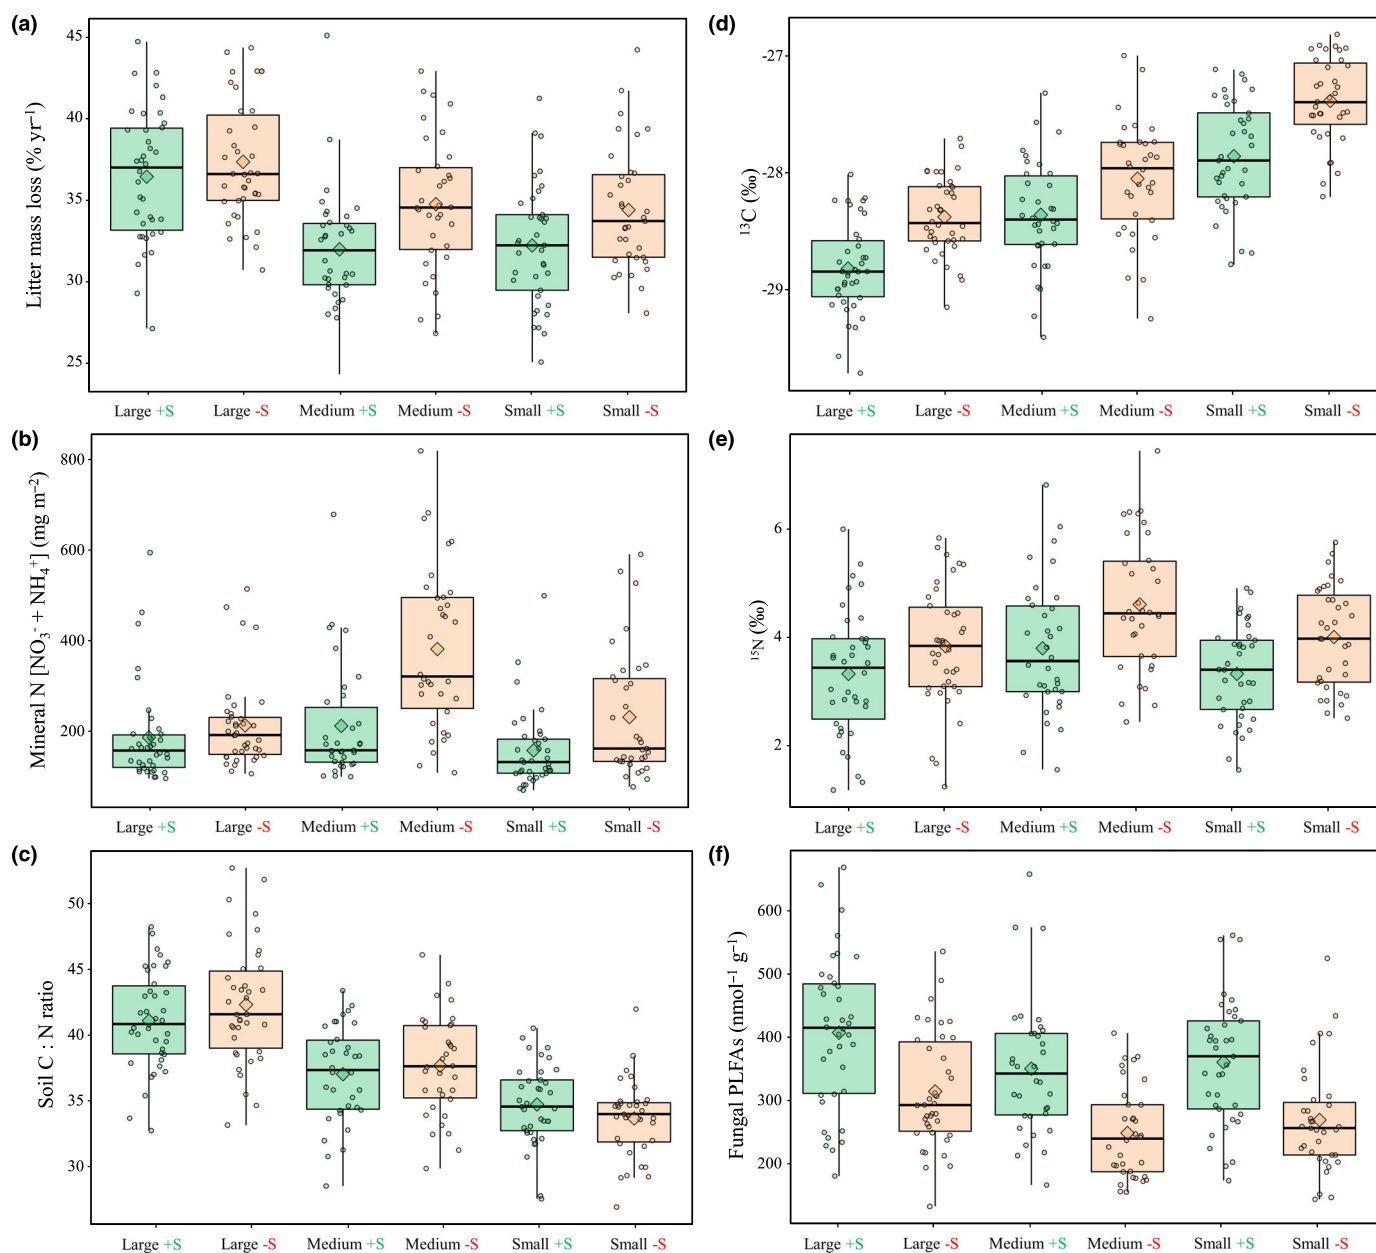 (a)
Litter mass loss (% yr⁻¹)
45
40
35
30
25
Large +S Large -S Medium +S Medium -S Small +S Small -S
(b)
Mineral N [NO₃⁻ + NH₄⁺] (mg m⁻²)
800
600
400
200
Large +S Large -S Medium +S Medium -S Small +S Small -S
(c)
Soil C : N ratio
50
45
40
35
30
Large +S Large -S Medium +S Medium -S Small +S Small -S
(d)
¹³C (‰)
-27
-28
-29
Large +S Large -S Medium +S Medium -S Small +S Small -S
(e)
¹⁵N (‰)
6
4
2
Large +S Large -S Medium +S Medium -S Small +S Small -S
(f)
Fungal PLFAs (nmol⁻¹ g⁻¹)
600
500
400
300
200
Large +S Large -S Medium +S Medium -S Small +S Small -S